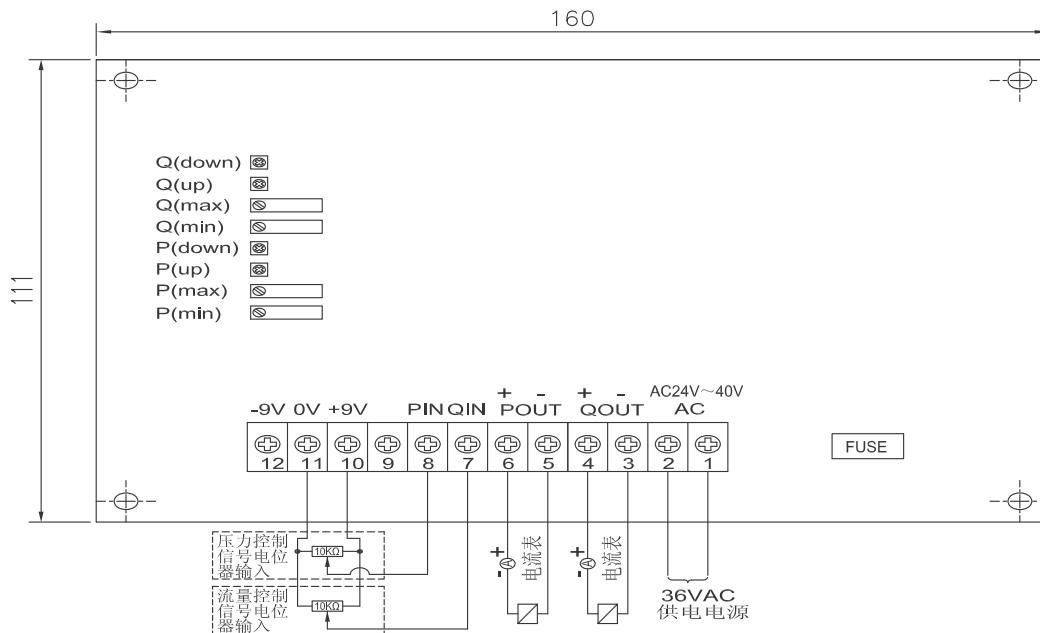 160
111
Q(down)
Q(up)
Q(max)
Q(min)
P(down)
P(up)
P(max)
P(min)
+ - + - AC24V～40V
-9V 0V +9V PIN QIN POUT QOUT AC
12 11 10 9 8 7 6 5 4 3 2 1
FUSE
压力控制
信号电位
器输入
10KΩ
流量控制
信号电位
器输入
10KΩ
+
A
-
电流表
+
A
-
电流表
36VAC
供电电源